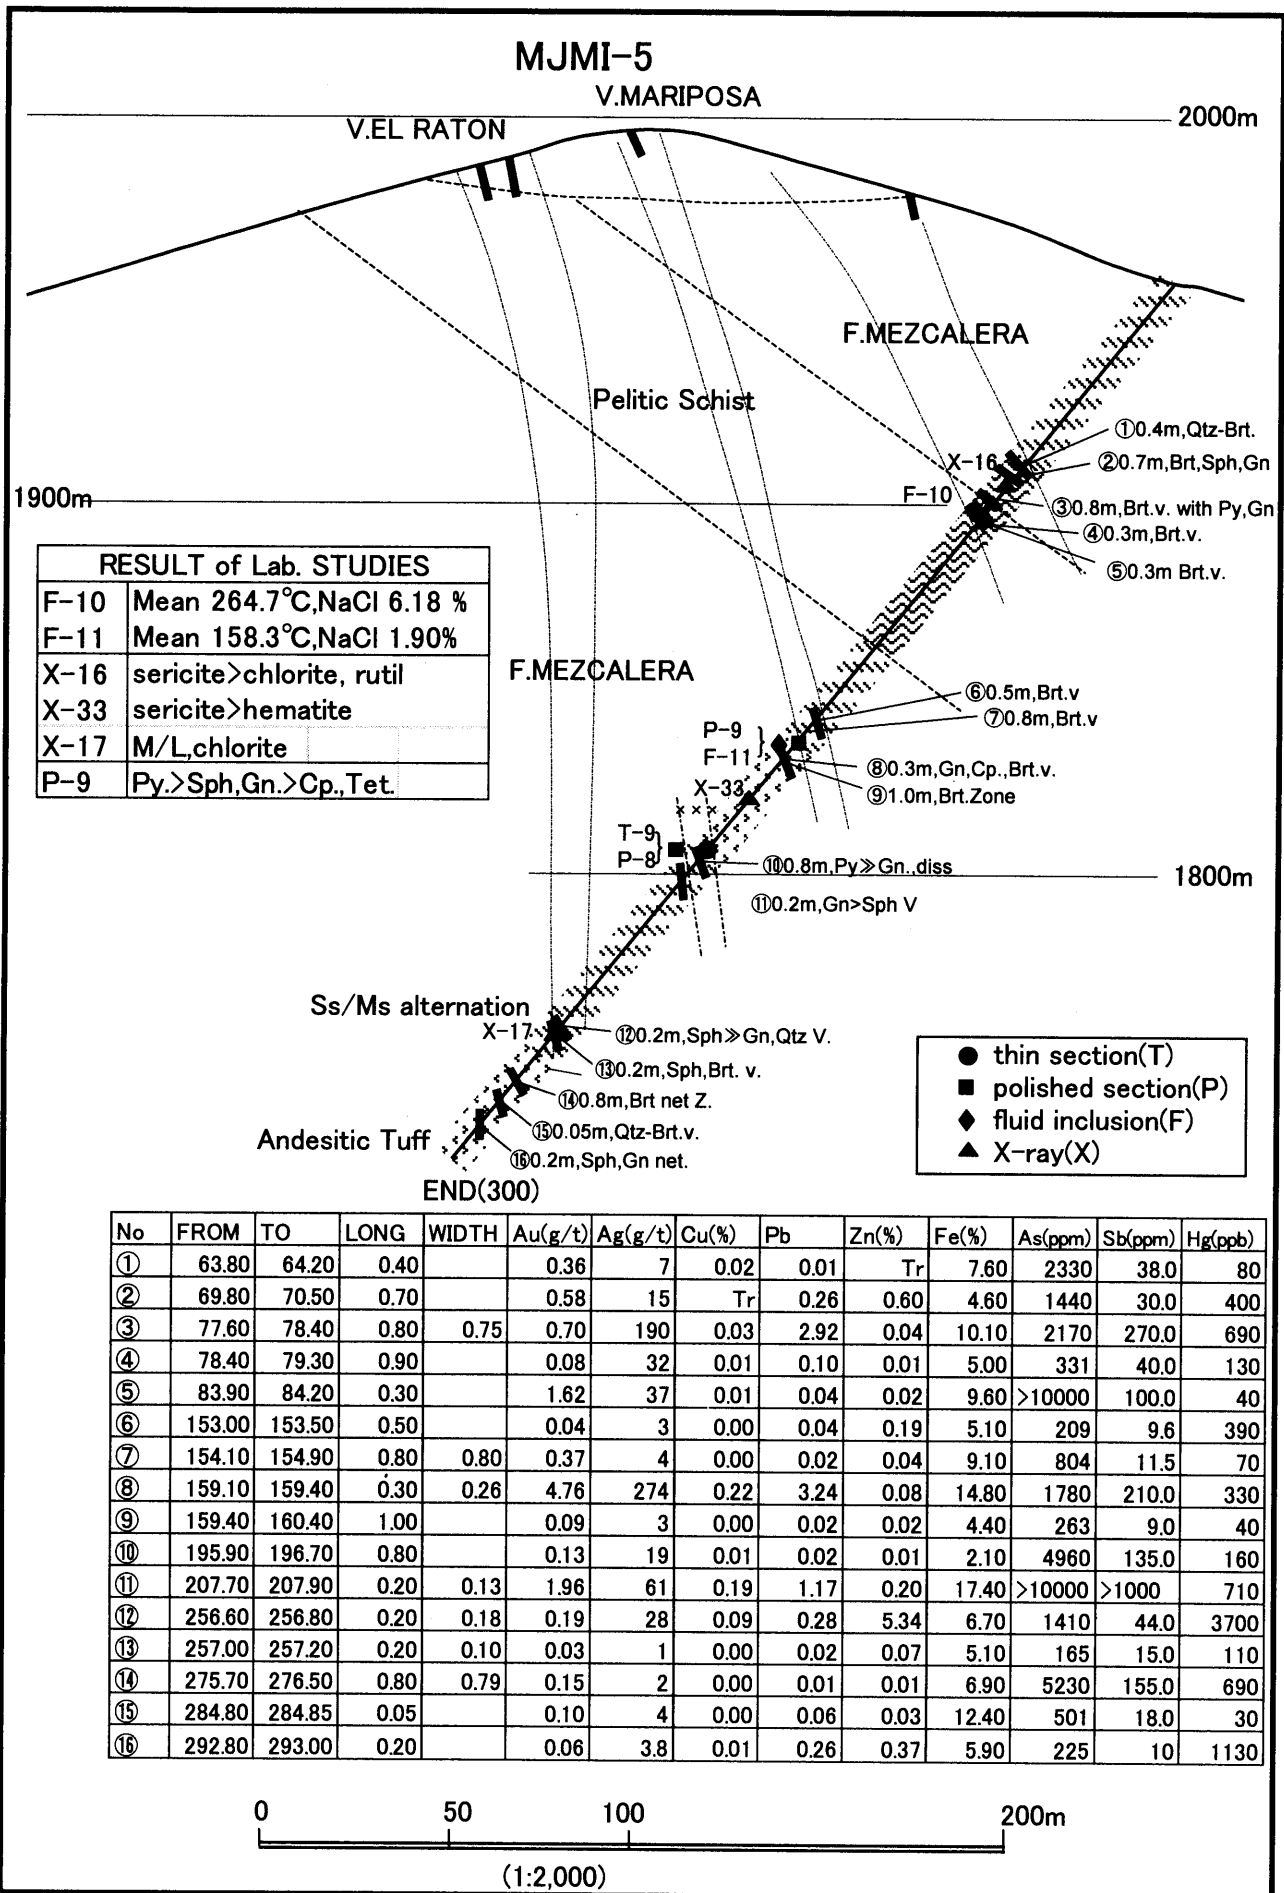 MJMI-5
V.MARIPOSA
2000m
V.EL RATON
F.MEZCALERA
Pelitic Schist
①0.4m,Qtz-Brt.
X-16
②0.7m,Brt,Sph,Gn
1900m
F-10
③0.8m,Brt.v. with Py,Gn
④0.3m,Brt.v.
⑤0.3m Brt.v.
RESULT of Lab. STUDIES
F-10 Mean 264.7°C,NaCl 6.18 %
F-11 Mean 158.3°C,NaCl 1.90%
X-16 sericite>chlorite, rutil
X-33 sericite>hematite
X-17 M/L,chlorite
P-9 Py.>Sph,Gn.>Cp.,Tet.
F.MEZCALERA
⑥0.5m,Brt.v
⑦0.8m,Brt.v
P-9
F-11
⑧0.3m,Gn,Cp.,Brt.v.
X-33
⑨1.0m,Brt.Zone
× × ×
T-9
P-8
⑩0.8m,Py≫Gn.,diss
1800m
⑪0.2m,Gn>Sph V
Ss/Ms alternation
X-17
⑫0.2m,Sph≫Gn,Qtz V.
⑬0.2m,Sph,Brt. v.
⑭0.8m,Brt net Z.
⑮0.05m,Qtz-Brt.v.
Andesitic Tuff
⑯0.2m,Sph,Gn net.
END(300)
● thin section(T)
■ polished section(P)
◆ fluid inclusion(F)
▲ X-ray(X)
No FROM TO LONG WIDTH Au(g/t) Ag(g/t) Cu(%) Pb Zn(%) Fe(%) As(ppm) Sb(ppm) Hg(ppb)
① 63.80 64.20 0.40 0.36 7 0.02 0.01 Tr 7.60 2330 38.0 80
② 69.80 70.50 0.70 0.58 15 Tr 0.26 0.60 4.60 1440 30.0 400
③ 77.60 78.40 0.80 0.75 0.70 190 0.03 2.92 0.04 10.10 2170 270.0 690
④ 78.40 79.30 0.90 0.08 32 0.01 0.10 0.01 5.00 331 40.0 130
⑤ 83.90 84.20 0.30 1.62 37 0.01 0.04 0.02 9.60 >10000 100.0 40
⑥ 153.00 153.50 0.50 0.04 3 0.00 0.04 0.19 5.10 209 9.6 390
⑦ 154.10 154.90 0.80 0.80 0.37 4 0.00 0.02 0.04 9.10 804 11.5 70
⑧ 159.10 159.40 0.30 0.26 4.76 274 0.22 3.24 0.08 14.80 1780 210.0 330
⑨ 159.40 160.40 1.00 0.09 3 0.00 0.02 0.02 4.40 263 9.0 40
⑩ 195.90 196.70 0.80 0.13 19 0.01 0.02 0.01 2.10 4960 135.0 160
⑪ 207.70 207.90 0.20 0.13 1.96 61 0.19 1.17 0.20 17.40 >10000 >1000 710
⑫ 256.60 256.80 0.20 0.18 0.19 28 0.09 0.28 5.34 6.70 1410 44.0 3700
⑬ 257.00 257.20 0.20 0.10 0.03 1 0.00 0.02 0.07 5.10 165 15.0 110
⑭ 275.70 276.50 0.80 0.79 0.15 2 0.00 0.01 0.01 6.90 5230 155.0 690
⑮ 284.80 284.85 0.05 0.10 4 0.00 0.06 0.03 12.40 501 18.0 30
⑯ 292.80 293.00 0.20 0.06 3.8 0.01 0.26 0.37 5.90 225 10 1130
0 50 100 200m
(1:2,000)